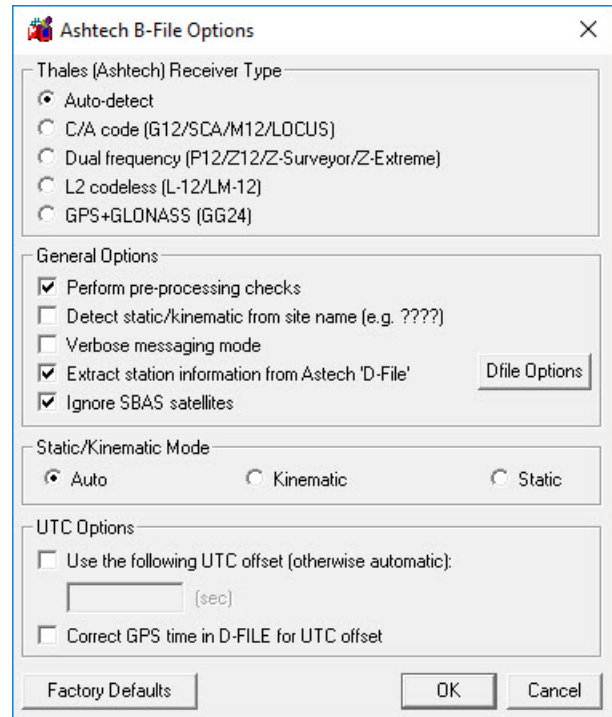 Ashtech B-File Options
Thales (Ashtech) Receiver Type
Auto-detect
C/A code (G12/SCA/M12/LOCUS)
Dual frequency (P12/Z12/Z-Surveyor/Z-Extreme)
L2 codeless (L-12/LM-12)
GPS+GLONASS (GG24)
General Options
Perform pre-processing checks
Detect static/kinematic from site name (e.g. ????)
Verbose messaging mode
Extract station information from Astech 'D-File'
Dfile Options
Ignore SBAS satellites
Static/Kinematic Mode
Auto Kinematic Static
UTC Options
Use the following UTC offset (otherwise automatic):
(sec)
Correct GPS time in D-FILE for UTC offset
Factory Defaults OK Cancel